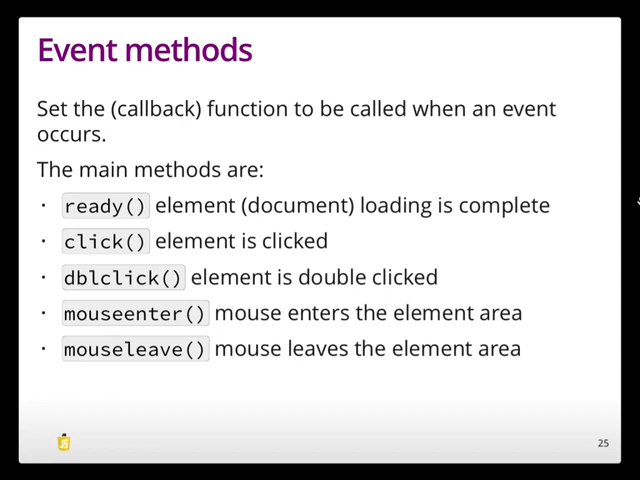 Event methods
Set the (callback) function to be called when an event
occurs.
The main methods are:
· ready() element (document) loading is complete
· click() element is clicked
· dblclick() element is double clicked
· mouseenter() mouse enters the element area
· mouseleave() mouse leaves the element area
JS
25